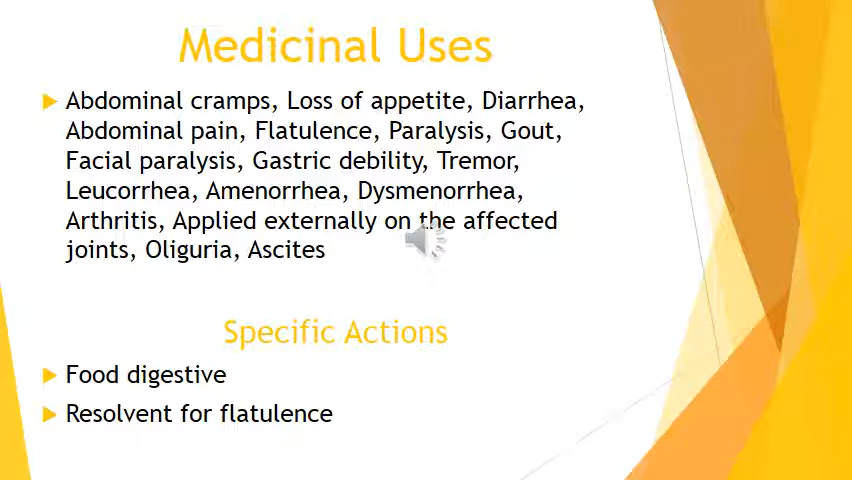 Medicinal Uses
Abdominal cramps, Loss of appetite, Diarrhea,
Abdominal pain, Flatulence, Paralysis, Gout,
Facial paralysis, Gastric debility, Tremor,
Leucorrhea, Amenorrhea, Dysmenorrhea,
Arthritis, Applied externally on the affected
joints, Oliguria, Ascites
Specific Actions
Food digestive
Resolvent for flatulence